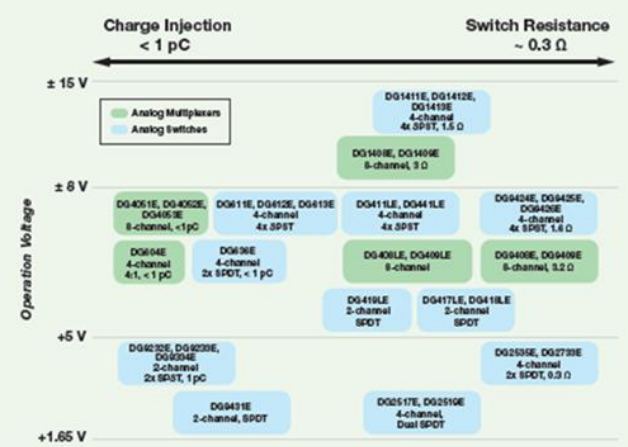 Charge Injection
< 1 pC
Switch Resistance
~ 0.3 Ω
± 15 V
Analog Multiplexers
Analog Switches
DG1411E, DG1412E,
DG1413E
4-channel
4x SPST, 1.5 Ω
DG1408E, DG1409E
8-channel, 3 Ω
± 8 V
DG4051E, DG4052E,
DG4053E
8-channel, <1pC
DG611E, DG612E, DG613E
4-channel
4x SPST
DG411LE, DG441LE
4-channel
4x SPST
DG9424E, DG9425E,
DG9426E
4-channel
4x SPST, 1.6 Ω
Operation Voltage
DG604E
4-channel
4:1, < 1 pC
DG636E
4-channel
2x SPDT, < 1 pC
DG408LE, DG409LE
8-channel
DG9408E, DG9409E
8-channel, 3.2 Ω
DG419LE
2-channel
SPDT
DG417LE, DG418LE
2-channel
SPDT
+5 V
DG9232E, DG9233E,
2-channel
2x SPST, 1pC
DG2535E, DG2733E
4-channel
2x SPDT, 0.3 Ω
DG9431E
2-channel, SPDT
DG2517E, DG2519E
4-channel,
Dual SPDT
+1.65 V